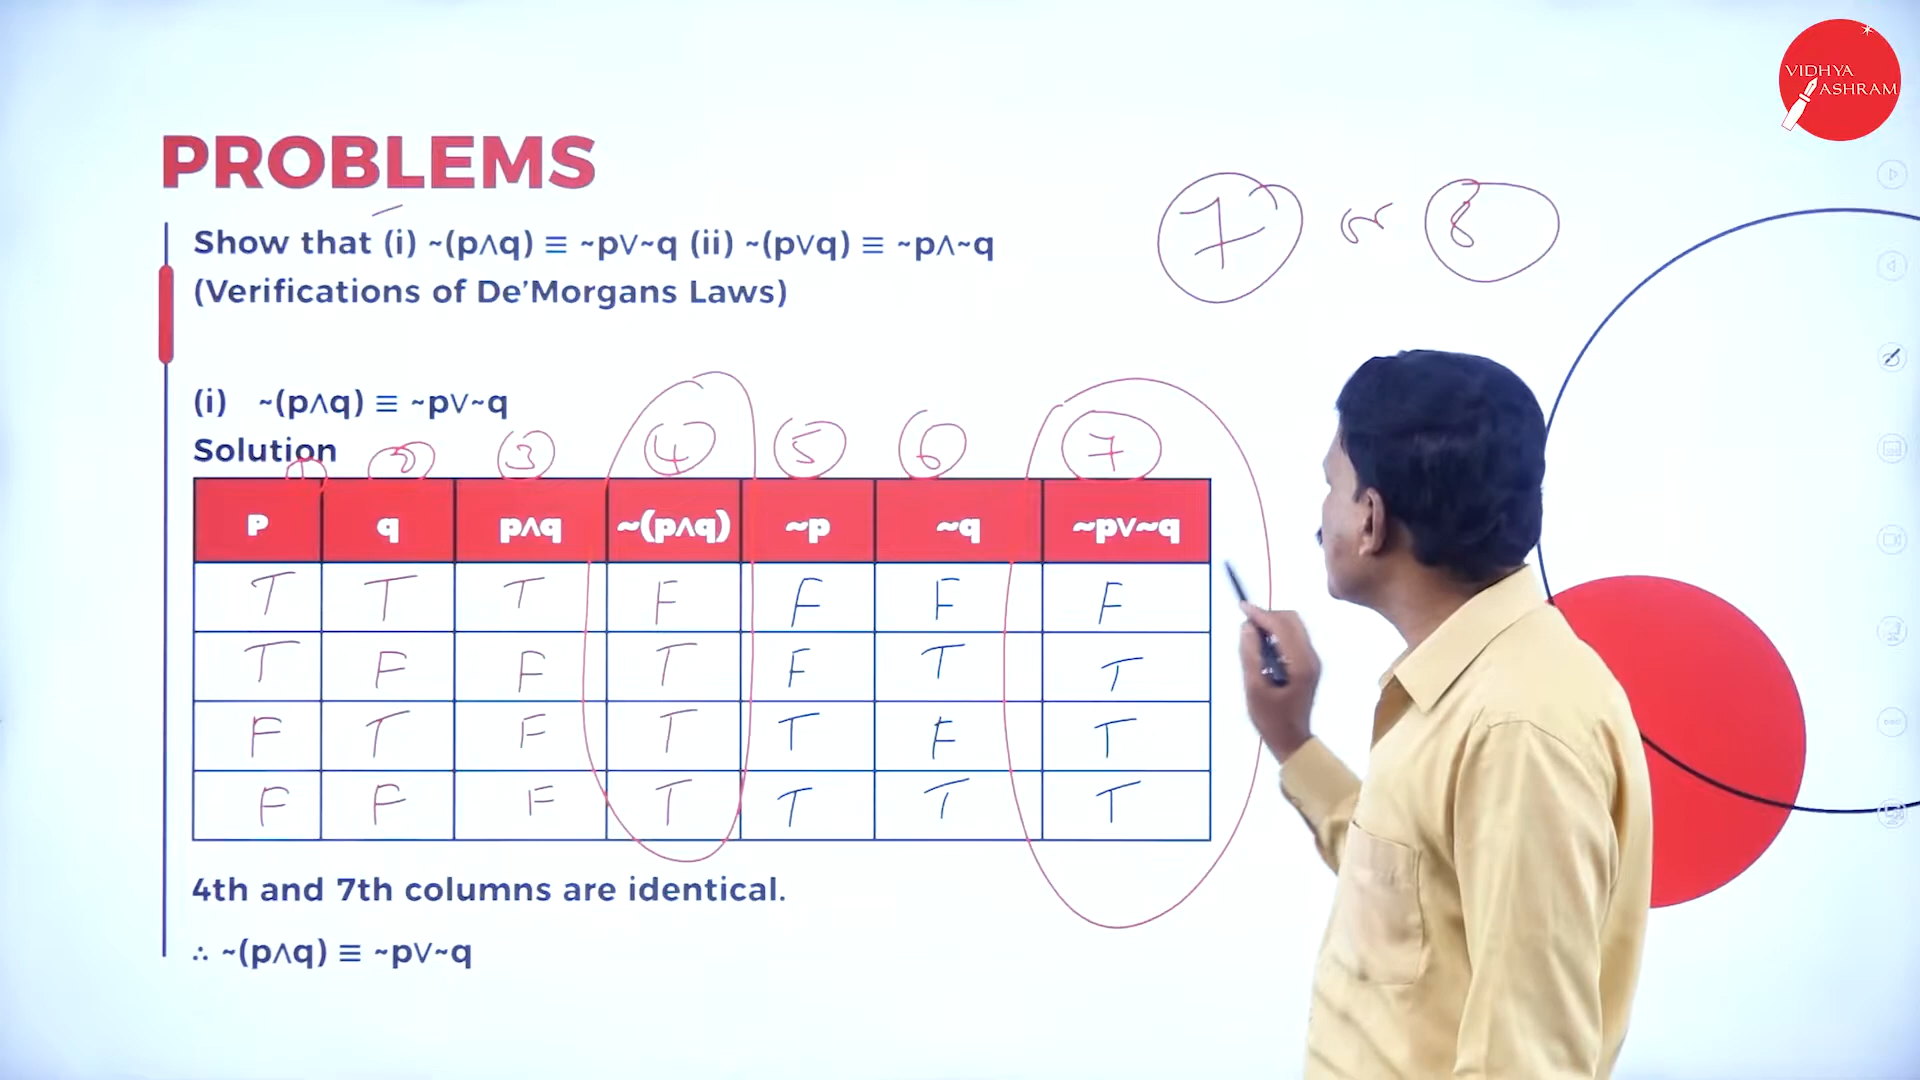 VIDHYA
ASHRAM
PROBLEMS
7 or 8
Show that (i) ~(p∧q) ≡ ~p∨~q (ii) ~(p∨q) ≡ ~p∧~q
(Verifications of De’Morgans Laws)
(i) ~(p∧q) ≡ ~p∨~q
Solution
1 2 3 4 5 6 7
P q p∧q ~(p∧q) ~p ~q ~p∨~q
T T T F F F F
T F F T F T T
F T F T T F T
F F F T T T T
4th and 7th columns are identical.
∴ ~(p∧q) ≡ ~p∨~q